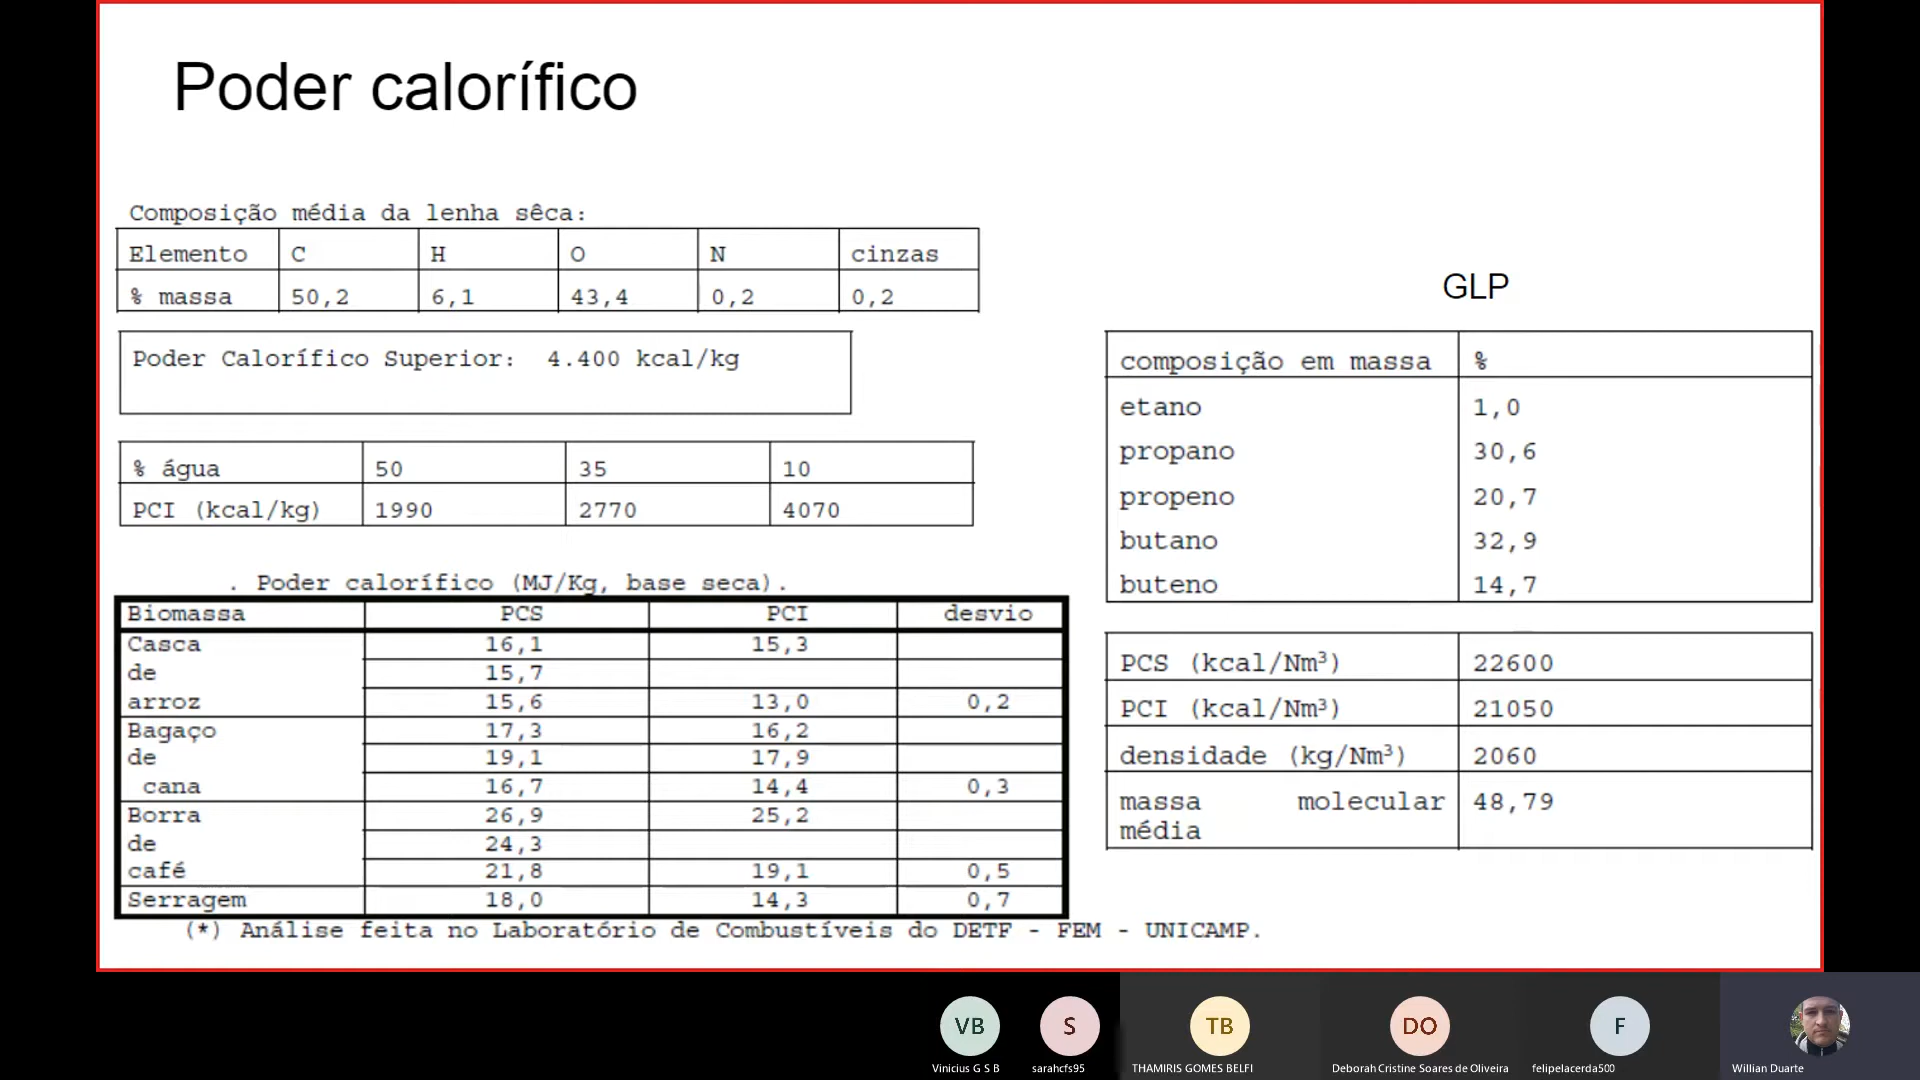 Poder calorífico
Composição média da lenha sêca:
Elemento C H O N cinzas
% massa 50,2 6,1 43,4 0,2 0,2
Poder Calorífico Superior: 4.400 kcal/kg
% água 50 35 10
PCI (kcal/kg) 1990 2770 4070
. Poder calorífico (MJ/Kg, base seca).
Biomassa PCS PCI desvio
Casca 16,1 15,3
de 15,7
arroz 15,6 13,0 0,2
Bagaço 17,3 16,2
de 19,1 17,9
cana 16,7 14,4 0,3
Borra 26,9 25,2
de 24,3
café 21,8 19,1 0,5
Serragem 18,0 14,3 0,7
(*) Análise feita no Laboratório de Combustíveis do DETF - FEM - UNICAMP.
GLP
composição em massa %
etano 1,0
propano 30,6
propeno 20,7
butano 32,9
buteno 14,7
PCS (kcal/Nm³) 22600
PCI (kcal/Nm³) 21050
densidade (kg/Nm³) 2060
massa molecular 48,79
média
VB S TB DO F
Vinicius G S B sarahcfs95 THAMIRIS GOMES BELFI Deborah Cristine Soares de Oliveira felipelacerda500 Willian Duarte